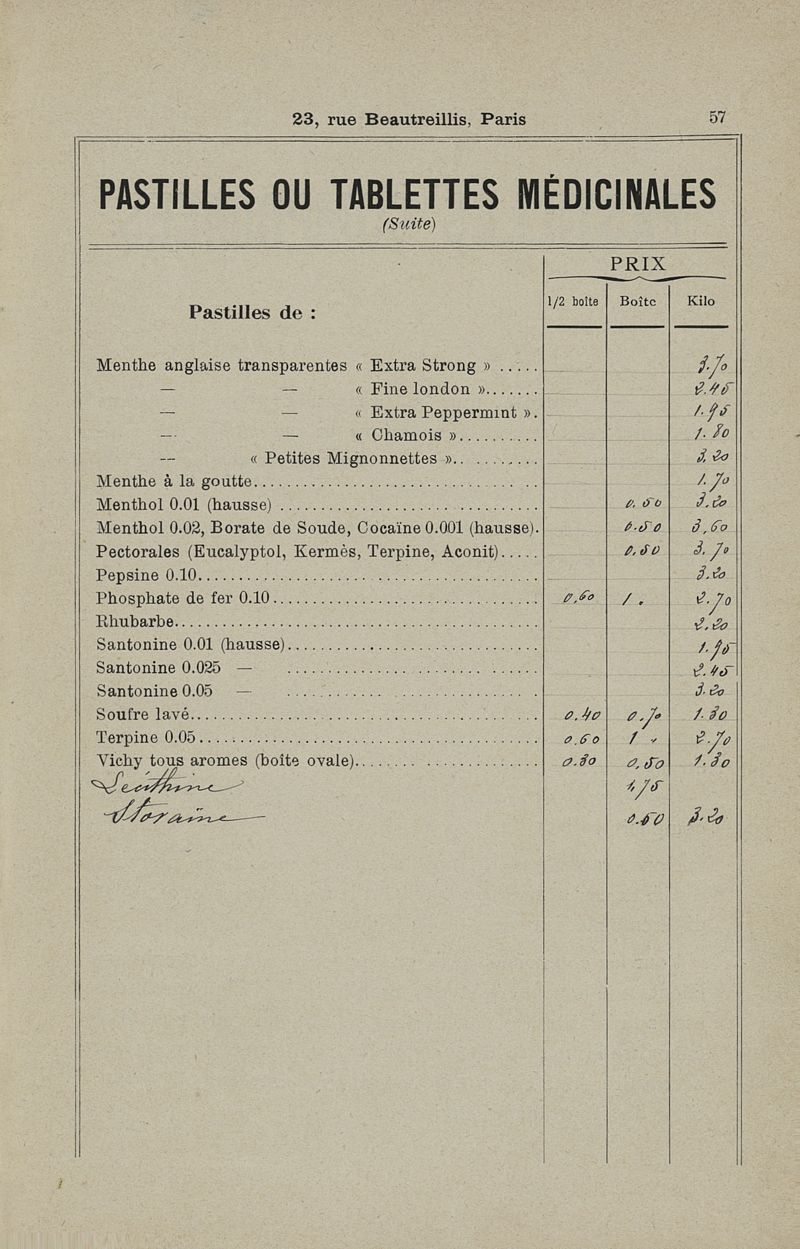 23, rue Beautreillis, Paris 57
PASTILLES OU TABLETTES MÉDICINALES
(Suite)
PRIX
Pastilles de : 1/2 boîte Boîte Kilo
Menthe anglaise transparentes « Extra Strong » ..... 3.70
— — « Fine london »....... 2.45
— — « Extra Peppermint ». 1.95
— — « Chamois ».......... 1.80
— « Petites Mignonnettes ».......... 3.20
Menthe à la goutte.................................. 1.70
Menthol 0.01 (hausse) ................................ 0.50 3.20
Menthol 0.02, Borate de Soude, Cocaïne 0.001 (hausse). 0.50 3.60
Pectorales (Eucalyptol, Kermès, Terpine, Aconit)..... 0.50 3.70
Pepsine 0.10.......................................... 3.20
Phosphate de fer 0.10................................. 0.60 1. 2.70
Rhubarbe.............................................. 2.20
Santonine 0.01 (hausse)............................... 1.95
Santonine 0.025 — ............................... 2.45
Santonine 0.05 — ............................... 3.20
Soufre lavé........................................... 0.40 0.70 1.30
Terpine 0.05.......................................... 0.60 1 2.70
Vichy tous aromes (boîte ovale)....................... 0.30 0.50 1.30
1,75
Stovaïne 0.50 3.20